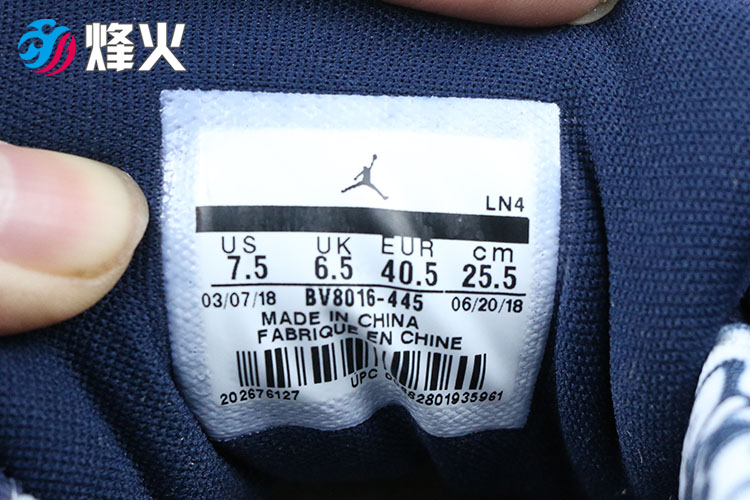 烽火
LN4
US UK EUR cm
7.5 6.5 40.5 25.5
03/07/18 BV8016-445 06/20/18
MADE IN CHINA
FABRIQUE EN CHINE
202676127 UPC